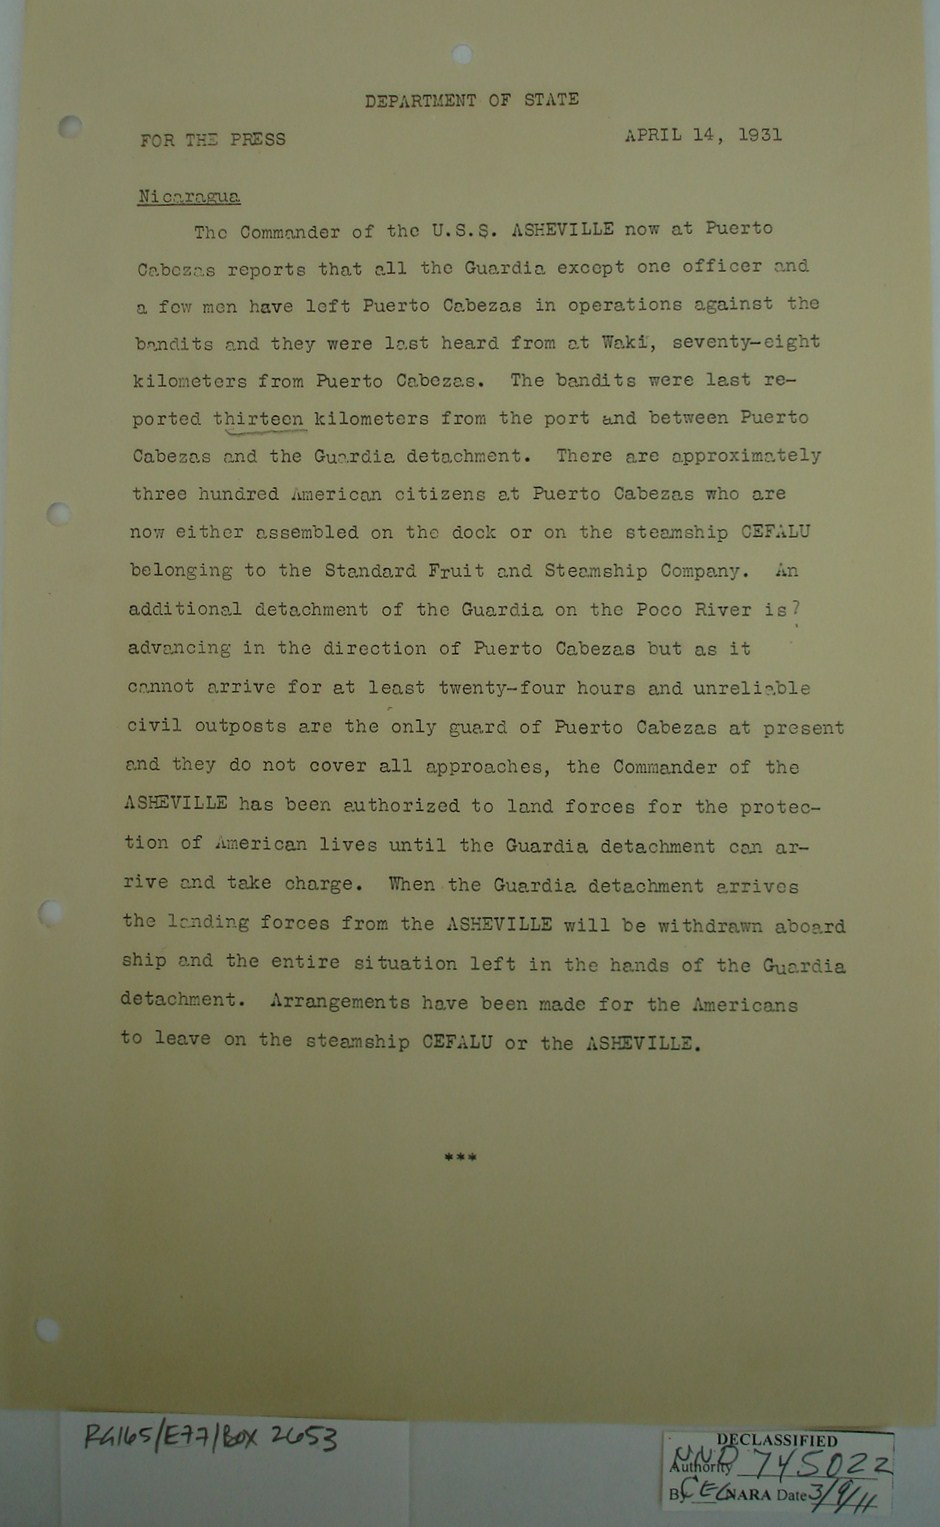 DEPARTMENT OF STATE
FOR THE PRESS
APRIL 14, 1931
Nicaragua
The Commander of the U.S.S. ASHEVILLE now at Puerto
Cabezas reports that all the Guardia except one officer and
a few men have left Puerto Cabezas in operations against the
bandits and they were last heard from at Waki, seventy-eight
kilometers from Puerto Cabezas. The bandits were last re-
ported thirteen kilometers from the port and between Puerto
Cabezas and the Guardia detachment. There are approximately
three hundred American citizens at Puerto Cabezas who are
now either assembled on the dock or on the steamship CEFALU
belonging to the Standard Fruit and Steamship Company. An
additional detachment of the Guardia on the Poco River is?
advancing in the direction of Puerto Cabezas but as it
cannot arrive for at least twenty-four hours and unreliable
civil outposts are the only guard of Puerto Cabezas at present
and they do not cover all approaches, the Commander of the
ASHEVILLE has been authorized to land forces for the protec-
tion of American lives until the Guardia detachment can ar-
rive and take charge. When the Guardia detachment arrives
the landing forces from the ASHEVILLE will be withdrawn aboard
ship and the entire situation left in the hands of the Guardia
detachment. Arrangements have been made for the Americans
to leave on the steamship CEFALU or the ASHEVILLE.
***
RG165/E77/BOX 2653
DECLASSIFIED
Authority NND 745022
By CEG NARA Date 3/9/11